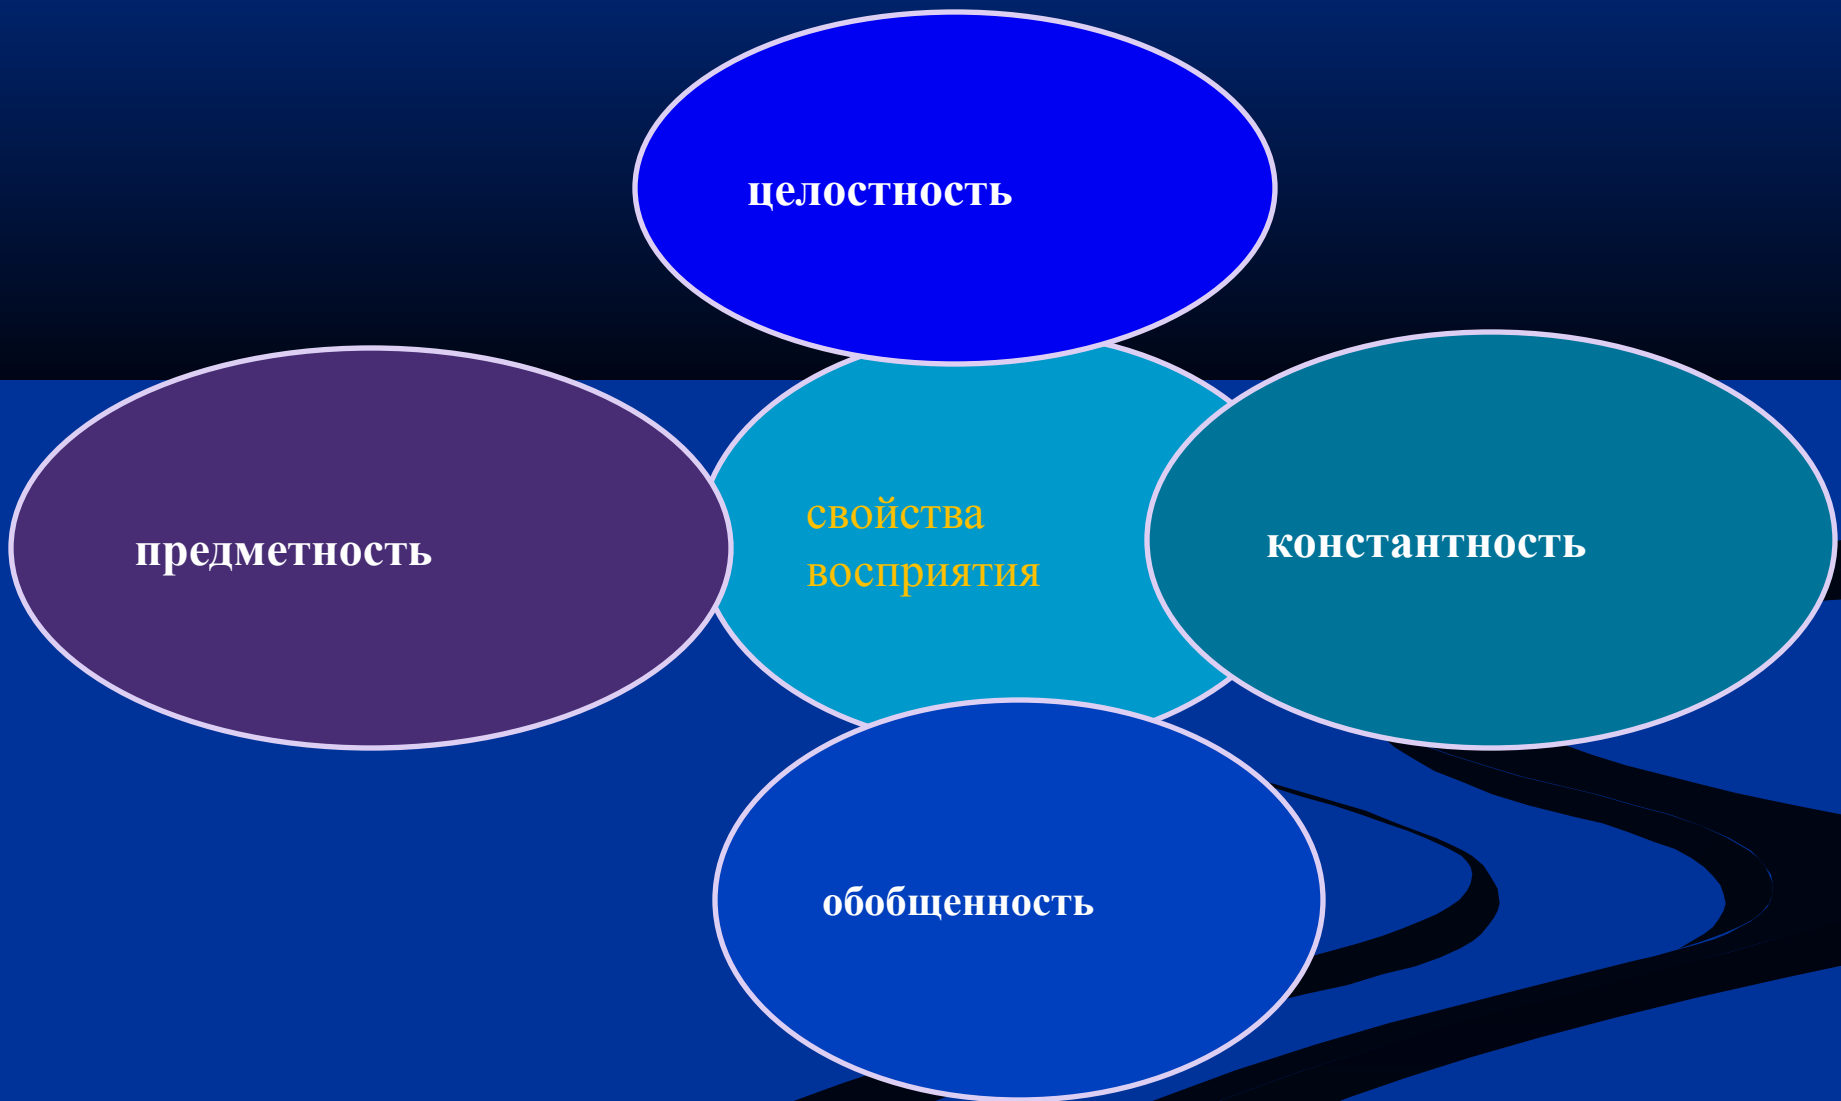 целостность
предметность
свойства
восприятия
константность
обобщенность